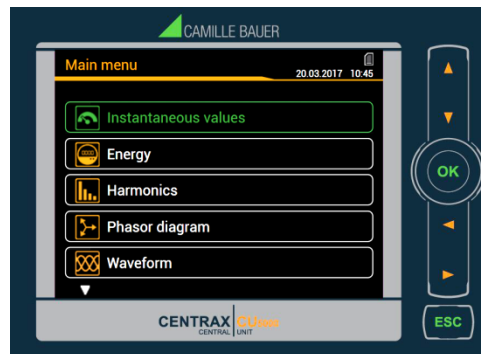 CAMILLE BAUER
Main menu
20.03.2017 10:45
Instantaneous values
Energy
OK
Harmonics
Phasor diagram
Waveform
CENTRAX
CENTRAL UNIT
ESC